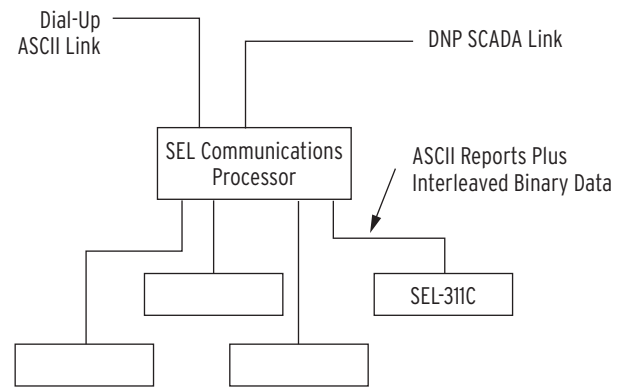 Dial-Up
ASCII Link
DNP SCADA Link
SEL Communications
Processor
ASCII Reports Plus
Interleaved Binary Data
SEL-311C